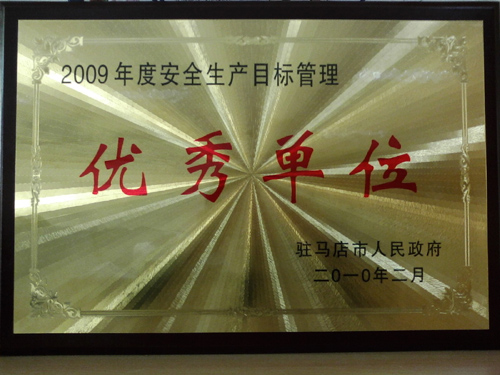 2009年度安全生产目标管理
优秀单位
驻马店市人民政府
二〇一〇年二月